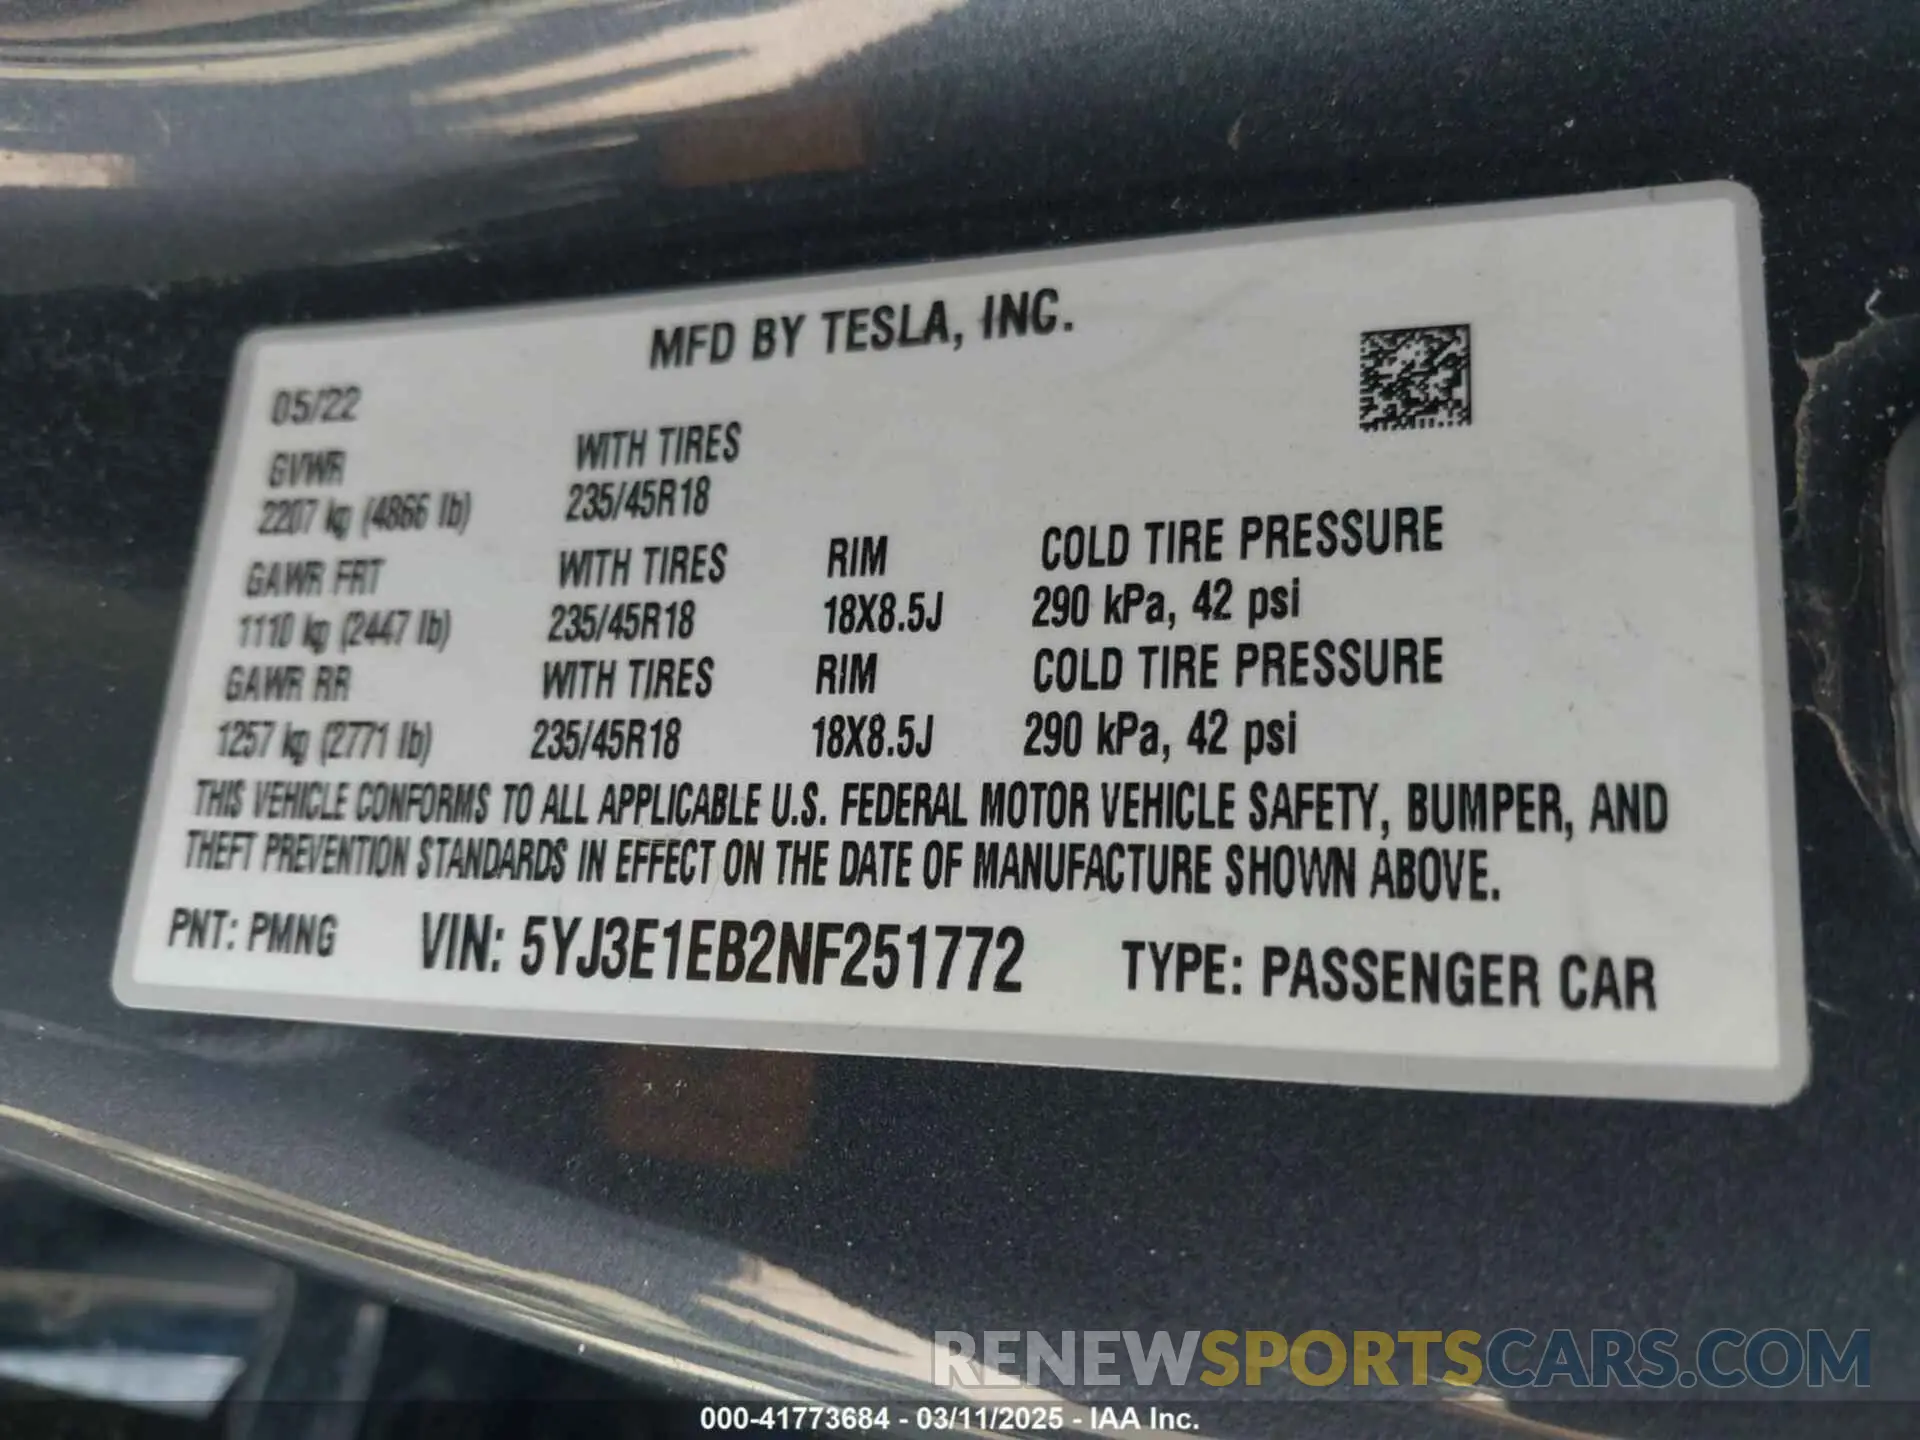 MFD BY TESLA, INC.
05/22
GVWR WITH TIRES
2207 kg (4866 lb) 235/45R18
GAWR FRT WITH TIRES RIM COLD TIRE PRESSURE
1110 kg (2447 lb) 235/45R18 18X8.5J 290 kPa, 42 psi
GAWR RR WITH TIRES RIM COLD TIRE PRESSURE
1257 kg (2771 lb) 235/45R18 18X8.5J 290 kPa, 42 psi
THIS VEHICLE CONFORMS TO ALL APPLICABLE U.S. FEDERAL MOTOR VEHICLE SAFETY, BUMPER, AND
THEFT PREVENTION STANDARDS IN EFFECT ON THE DATE OF MANUFACTURE SHOWN ABOVE.
PNT: PMNG VIN: 5YJ3E1EB2NF251772 TYPE: PASSENGER CAR
RENEWSPORTSCARS.COM
000-41773684 - 03/11/2025 - IAA Inc.